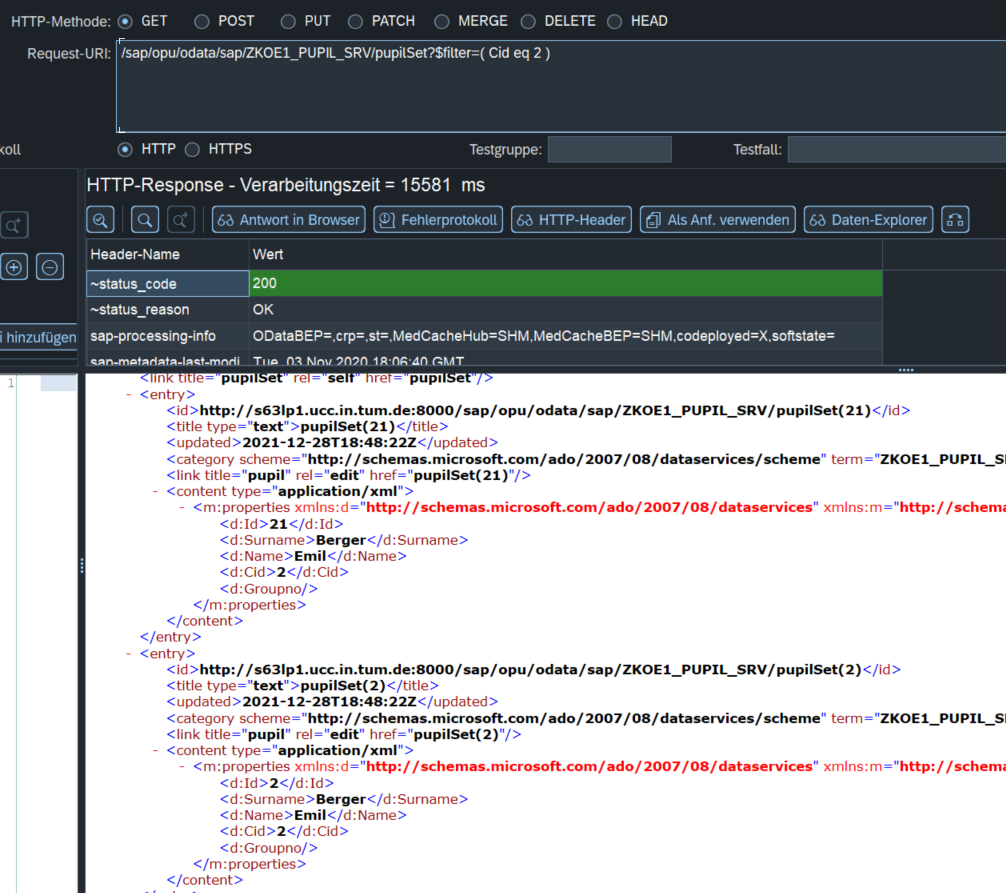 HTTP-Methode: GET POST PUT PATCH MERGE DELETE HEAD
Request-URI: /sap/opu/odata/sap/ZKOE1_PUPIL_SRV/pupilSet?$filter=( Cid eq 2 )
koll HTTP HTTPS Testgruppe: Testfall:
HTTP-Response - Verarbeitungszeit = 15581 ms
Antwort in Browser Fehlerprotokoll HTTP-Header Als Anf. verwenden Daten-Explorer
Header-Name Wert
~status_code 200
~status_reason OK
i hinzufügen sap-processing-info ODataBEP=,crp=,st=,MedCacheHub=SHM,MedCacheBEP=SHM,codeployed=X,softstate=
sap-metadata-last-modi Tue, 03 Nov 2020 18:06:40 GMT
1
<link title="pupilSet" rel="self" href="pupilSet"/>
- <entry>
<id>http://s63lp1.ucc.in.tum.de:8000/sap/opu/odata/sap/ZKOE1_PUPIL_SRV/pupilSet(21)</id>
<title type="text">pupilSet(21)</title>
<updated>2021-12-28T18:48:22Z</updated>
<category scheme="http://schemas.microsoft.com/ado/2007/08/dataservices/scheme" term="ZKOE1_PUPIL_S
<link title="pupil" rel="edit" href="pupilSet(21)"/>
- <content type="application/xml">
- <m:properties xmlns:d="http://schemas.microsoft.com/ado/2007/08/dataservices" xmlns:m="http://schema
<d:Id>21</d:Id>
<d:Surname>Berger</d:Surname>
<d:Name>Emil</d:Name>
<d:Cid>2</d:Cid>
<d:Groupno/>
</m:properties>
</content>
</entry>
- <entry>
<id>http://s63lp1.ucc.in.tum.de:8000/sap/opu/odata/sap/ZKOE1_PUPIL_SRV/pupilSet(2)</id>
<title type="text">pupilSet(2)</title>
<updated>2021-12-28T18:48:22Z</updated>
<category scheme="http://schemas.microsoft.com/ado/2007/08/dataservices/scheme" term="ZKOE1_PUPIL_S
<link title="pupil" rel="edit" href="pupilSet(2)"/>
- <content type="application/xml">
- <m:properties xmlns:d="http://schemas.microsoft.com/ado/2007/08/dataservices" xmlns:m="http://schema
<d:Id>2</d:Id>
<d:Surname>Berger</d:Surname>
<d:Name>Emil</d:Name>
<d:Cid>2</d:Cid>
<d:Groupno/>
</m:properties>
</content>